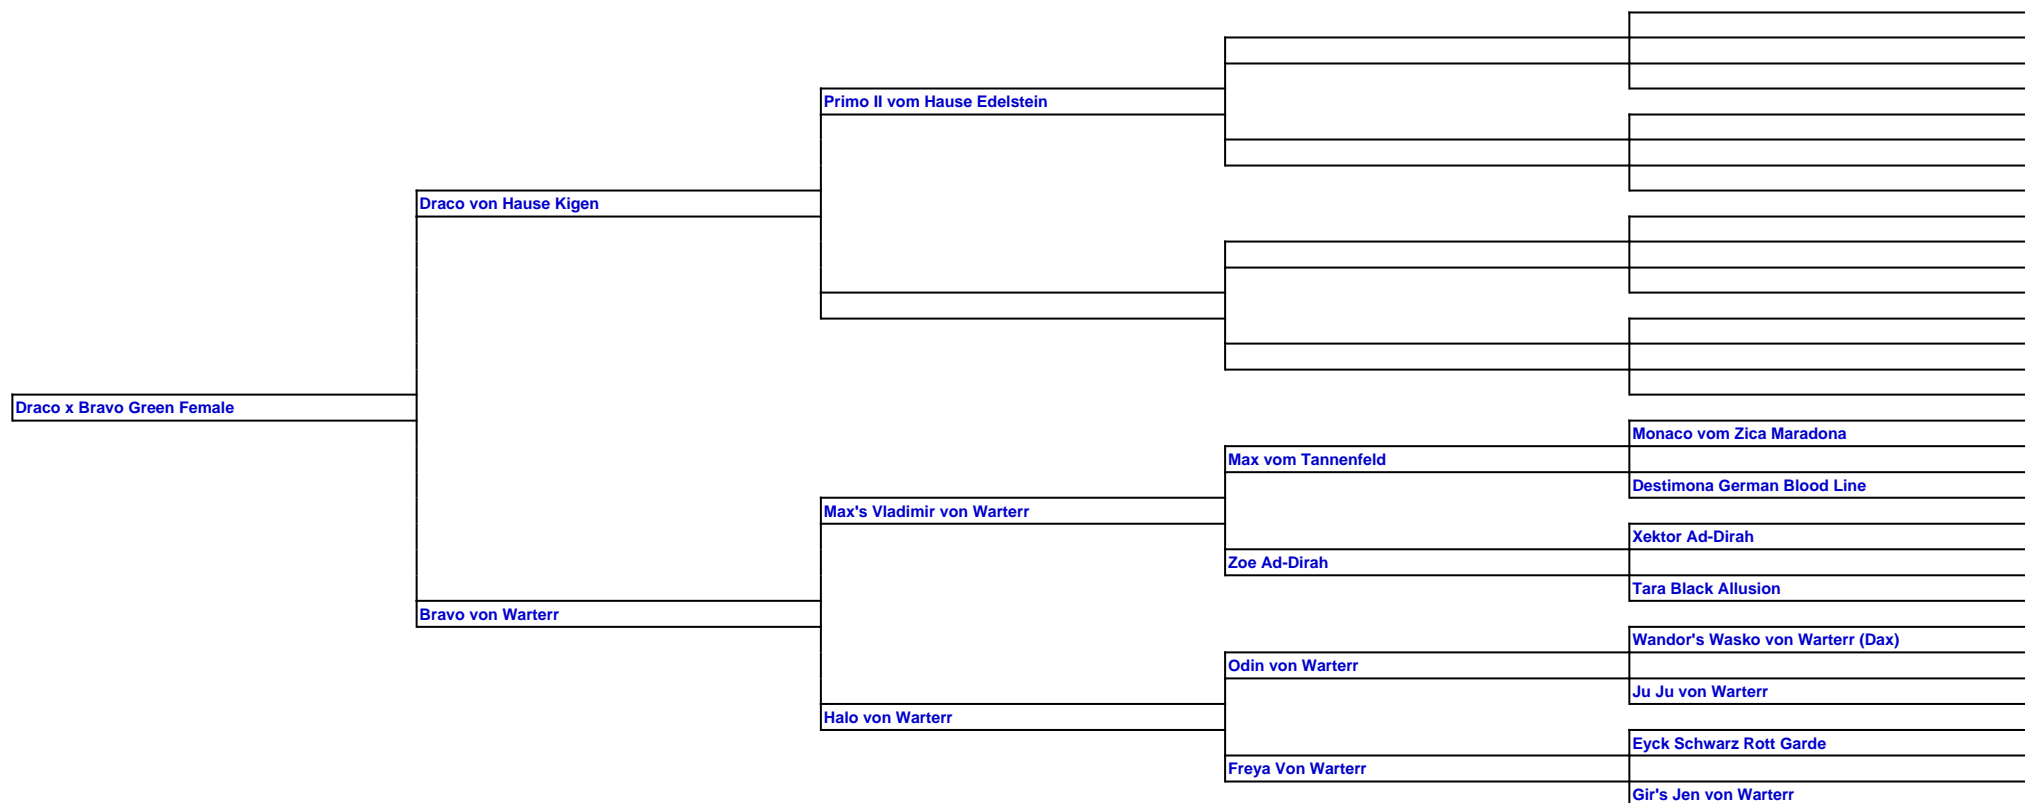 Primo II vom Hause Edelstein
Draco von Hause Kigen
Draco x Bravo Green Female
Monaco vom Zica Maradona
Max vom Tannenfeld
Destimona German Blood Line
Max's Vladimir von Warterr
Xektor Ad-Dirah
Zoe Ad-Dirah
Tara Black Allusion
Bravo von Warterr
Wandor's Wasko von Warterr (Dax)
Odin von Warterr
Ju Ju von Warterr
Halo von Warterr
Eyck Schwarz Rott Garde
Freya Von Warterr
Gir's Jen von Warterr